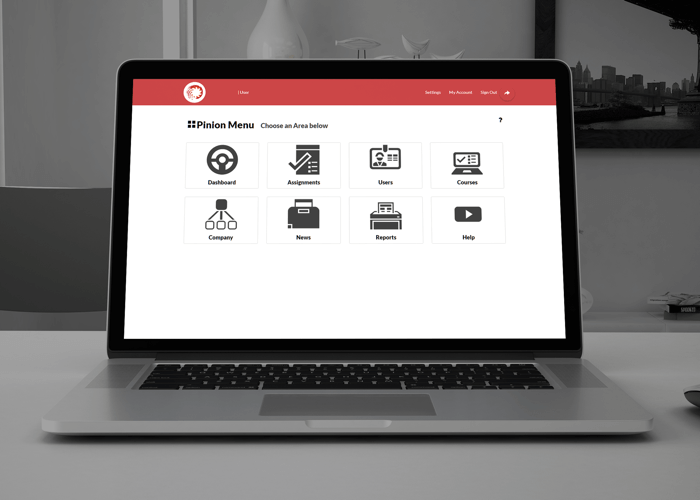 | User
Settings My Account Sign Out
Pinion Menu Choose an Area below
?
Dashboard Assignments Users Courses
Company News Reports Help